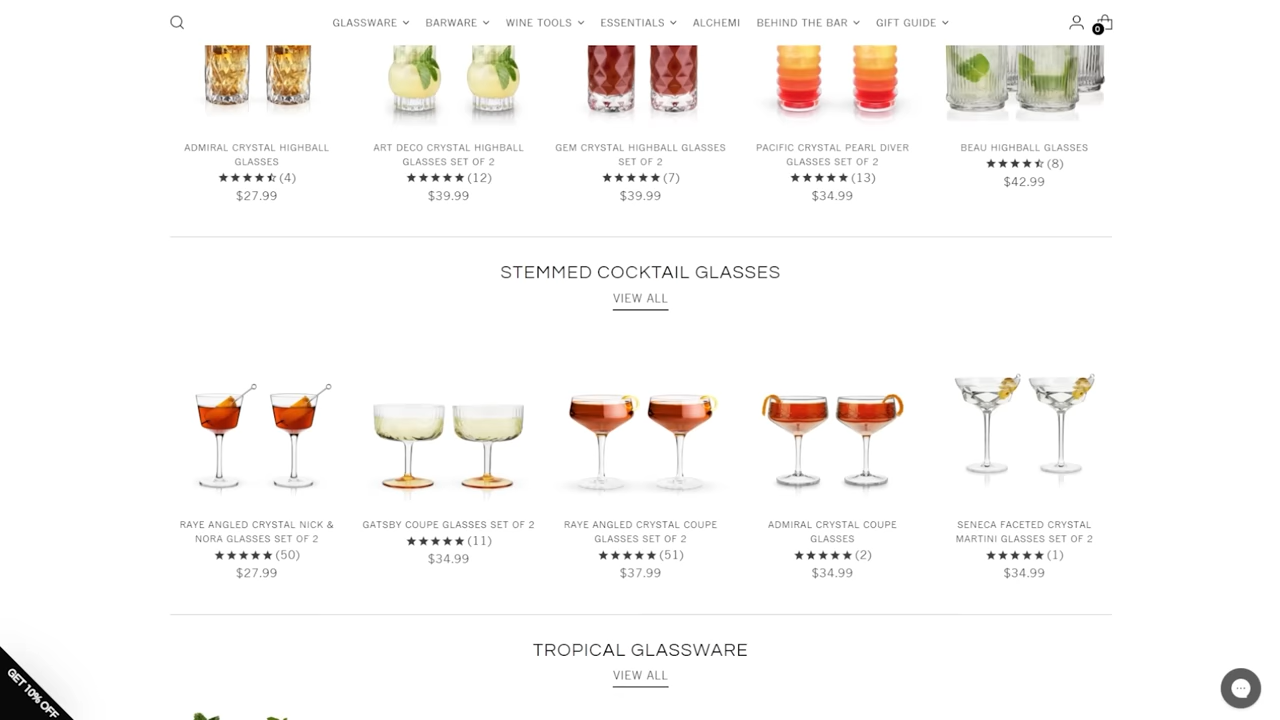 GLASSWARE BARWARE WINE TOOLS ESSENTIALS ALCHEMI BEHIND THE BAR GIFT GUIDE
0
ADMIRAL CRYSTAL HIGHBALL
GLASSES
(4)
$27.99
ART DECO CRYSTAL HIGHBALL
GLASSES SET OF 2
(12)
$39.99
GEM CRYSTAL HIGHBALL GLASSES
SET OF 2
(7)
$39.99
PACIFIC CRYSTAL PEARL DIVER
GLASSES SET OF 2
(13)
$34.99
BEAU HIGHBALL GLASSES
(8)
$42.99
STEMMED COCKTAIL GLASSES
VIEW ALL
RAYE ANGLED CRYSTAL NICK &
NORA GLASSES SET OF 2
(50)
$27.99
GATSBY COUPE GLASSES SET OF 2
(11)
$34.99
RAYE ANGLED CRYSTAL COUPE
GLASSES SET OF 2
(51)
$37.99
ADMIRAL CRYSTAL COUPE
GLASSES
(2)
$34.99
SENECA FACETED CRYSTAL
MARTINI GLASSES SET OF 2
(1)
$34.99
TROPICAL GLASSWARE
VIEW ALL
GET 10% OFF